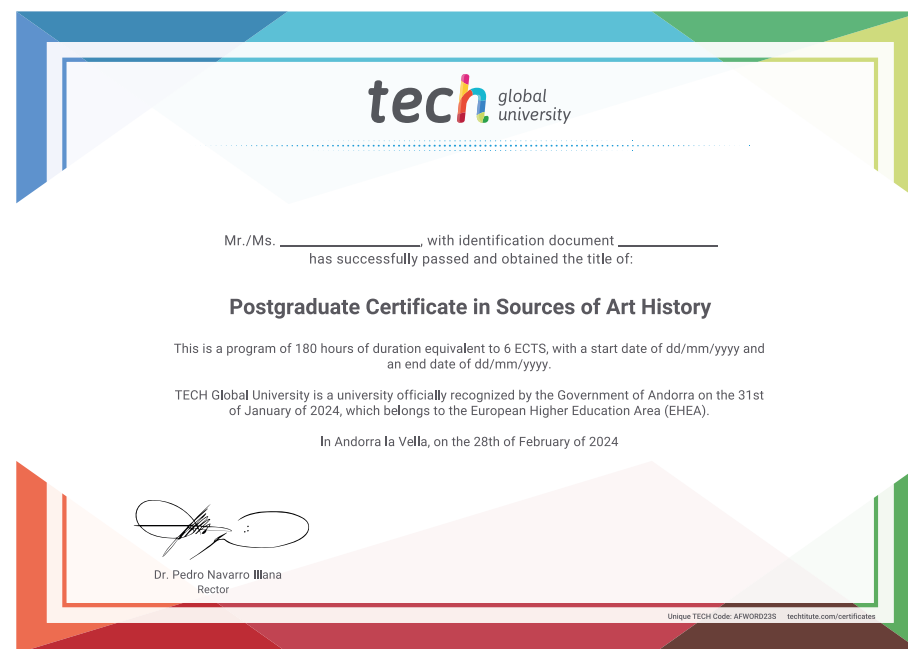 tech global university
Mr./Ms. ____________, with identification document ____________
has successfully passed and obtained the title of:
Postgraduate Certificate in Sources of Art History
This is a program of 180 hours of duration equivalent to 6 ECTS, with a start date of dd/mm/yyyy and
an end date of dd/mm/yyyy.
TECH Global University is a university officially recognized by the Government of Andorra on the 31st
of January of 2024, which belongs to the European Higher Education Area (EHEA).
In Andorra la Vella, on the 28th of February of 2024
Dr. Pedro Navarro Illana
Rector
Unique TECH Code: AFWORD23S techtitute.com/certificates